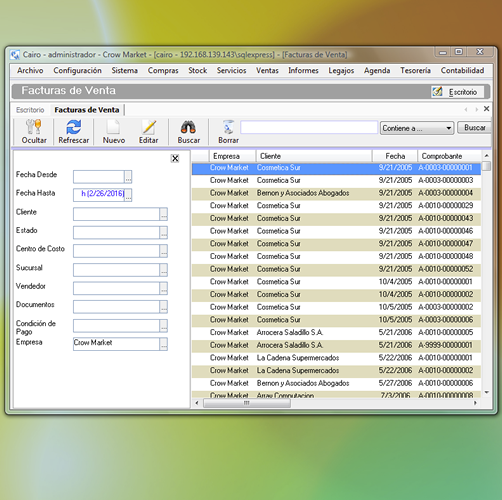 Cairo - administrador - Crow Market - [cairo - 192.168.139.143\sqlexpress] - [Facturas de Venta]
Archivo Configuración Sistema Compras Stock Servicios Ventas Informes Legajos Agenda Tesorería Contabilidad
Facturas de Venta Escritorio
Escritorio Facturas de Venta
Ocultar Refrescar Nuevo Editar Buscar Borrar Contiene a ... Buscar
Fecha Desde ...
Fecha Hasta h (2/26/2016) ...
Cliente ...
Estado ...
Centro de Costo ...
Sucursal ...
Vendedor ...
Documentos ...
Condición de
Pago ...
Empresa Crow Market ...
Empresa Cliente Fecha Comprobante
Crow Market Cosmetica Sur 9/21/2005 A-0003-00000001
Crow Market Cosmetica Sur 9/21/2005 A-0003-00000003
Crow Market Bernon y Asociados Abogados 9/21/2005 A-0003-00000004
Crow Market Cosmetica Sur 9/21/2005 A-0010-00000029
Crow Market Cosmetica Sur 9/21/2005 A-0010-00000043
Crow Market Cosmetica Sur 9/21/2005 A-0010-00000046
Crow Market Cosmetica Sur 9/21/2005 A-0010-00000047
Crow Market Cosmetica Sur 9/21/2005 A-0010-00000048
Crow Market Cosmetica Sur 9/21/2005 A-0010-00000052
Crow Market Cosmetica Sur 10/4/2005 A-0010-00000001
Crow Market Cosmetica Sur 10/4/2005 A-0010-00000002
Crow Market Cosmetica Sur 10/5/2005 A-0003-00000002
Crow Market Cosmetica Sur 10/5/2005 A-0003-00000006
Crow Market Arrocera Saladillo S.A. 5/21/2006 A-0010-00000005
Crow Market Arrocera Saladillo S.A. 5/21/2006 A-9999-00000001
Crow Market La Cadena Supermercados 5/22/2006 A-0010-00000001
Crow Market La Cadena Supermercados 5/22/2006 A-0010-00000002
Crow Market Bernon y Asociados Abogados 5/27/2006 A-0010-00000006
Crow Market Array Computacion 7/3/2006 A-0010-00000008